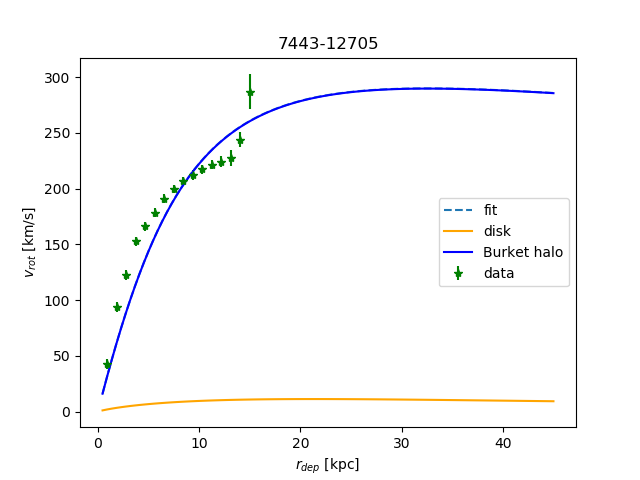 7443-12705
300
250
200
150
100
50
0
v_rot [km/s]
fit
disk
Burket halo
data
0 10 20 30 40
r_dep [kpc]